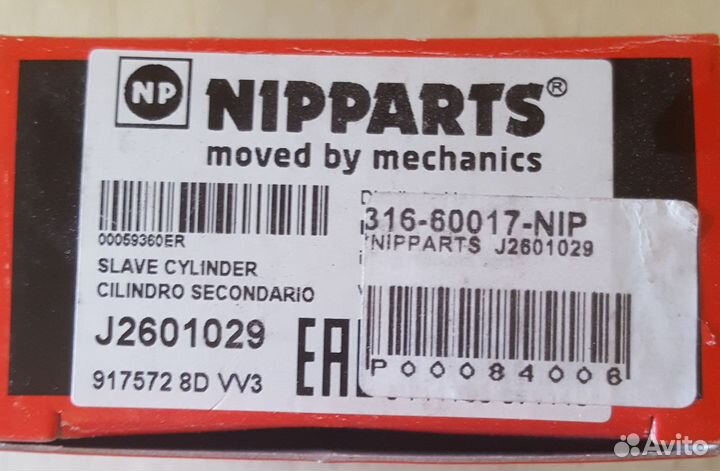 NP NIPPARTS®
moved by mechanics
00059360ER
SLAVE CYLINDER
CILINDRO SECONDARIO
J2601029
917572 8D VV3
EAC
316-60017-NIP
NIPPARTS J2601029
P00084006
Avito